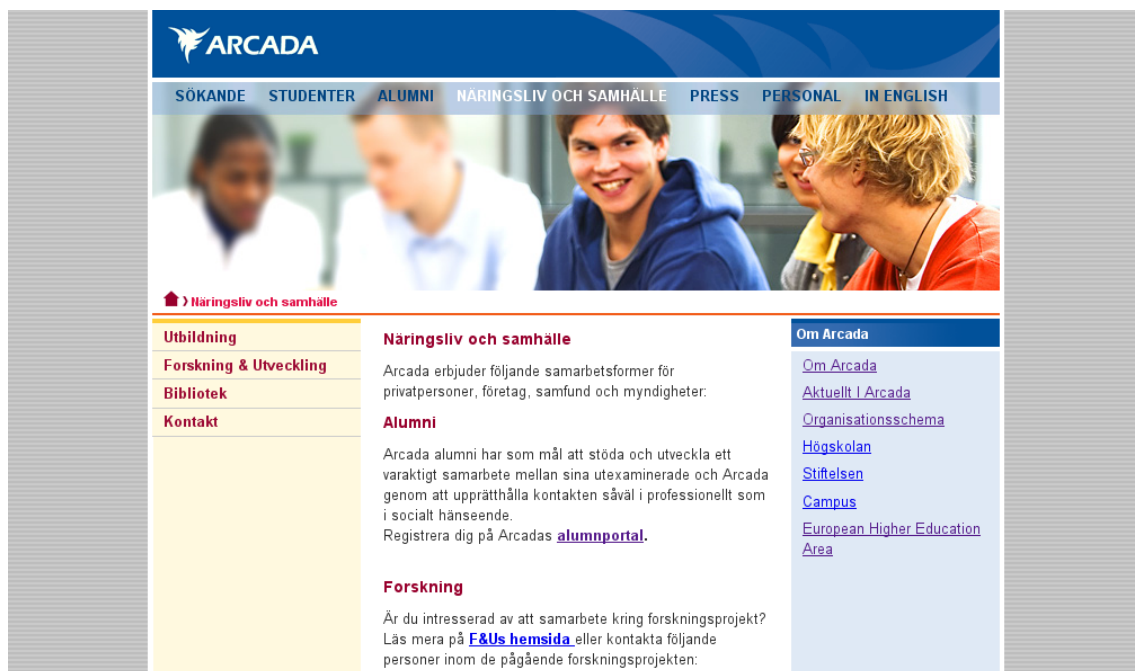 ARCADA
SÖKANDE STUDENTER ALUMNI NÄRINGSLIV OCH SAMHÄLLE PRESS PERSONAL IN ENGLISH
Näringsliv och samhälle
Utbildning
Forskning & Utveckling
Bibliotek
Kontakt
Näringsliv och samhälle
Arcada erbjuder följande samarbetsformer för
privatpersoner, företag, samfund och myndigheter:
Alumni
Arcada alumni har som mål att stöda och utveckla ett
varaktigt samarbete mellan sina utexaminerade och Arcada
genom att upprätthålla kontakten såväl i professionellt som
i socialt hänseende.
Registrera dig på Arcadas alumnportal.
Forskning
Är du intresserad av att samarbete kring forskningsprojekt?
Läs mera på F&Us hemsida eller kontakta följande
personer inom de pågående forskningsprojekten:
Om Arcada
Om Arcada
Aktuellt I Arcada
Organisationsschema
Högskolan
Stiftelsen
Campus
European Higher Education
Area